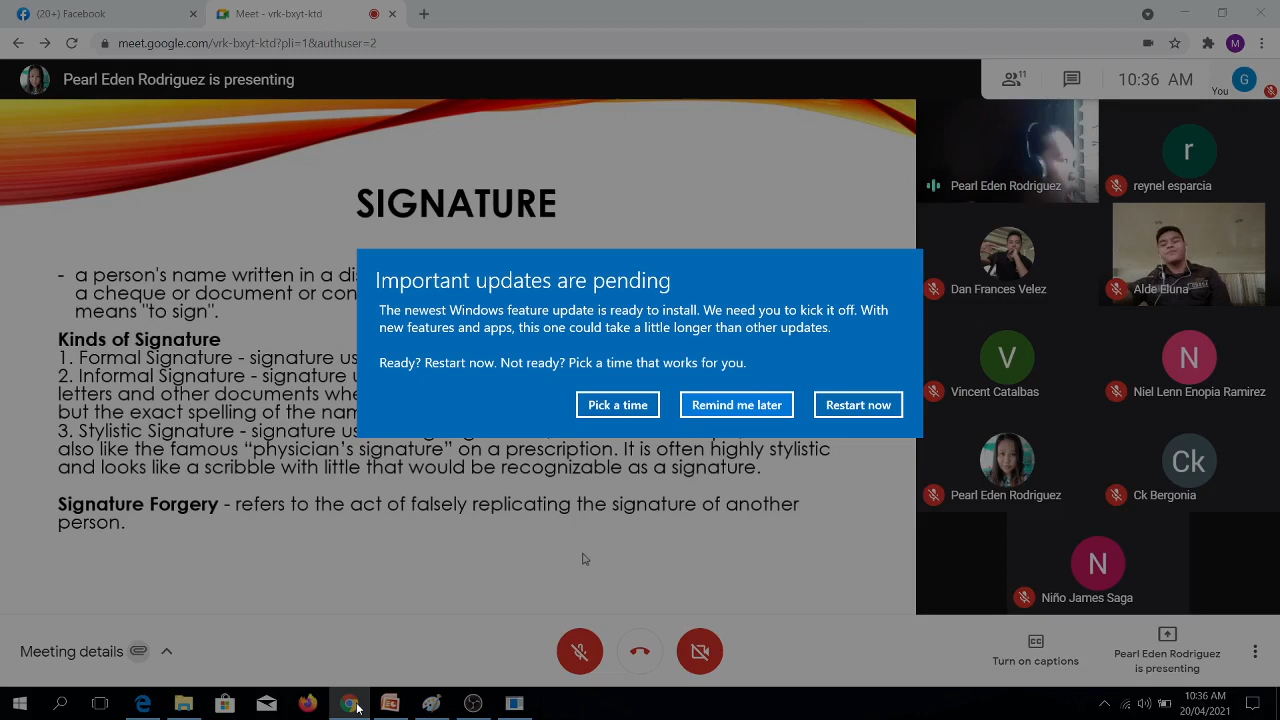 (20+) Facebook
Meet - vrk-bxyt-ktd
meet.google.com/vrk-bxyt-ktd?pli=1&authuser=2
M
Pearl Eden Rodriguez is presenting
11
10:36 AM
You
G
SIGNATURE
- a person's name written in a dis
a cheque or document or con
means "to sign".
Kinds of Signature
1. Formal Signature - signature us
2. Informal Signature - signature u
letters and other documents whe
but the exact spelling of the nam
3. Stylistic Signature - signature us
also like the famous “physician’s signature” on a prescription. It is often highly stylistic
and looks like a scribble with little that would be recognizable as a signature.
Signature Forgery - refers to the act of falsely replicating the signature of another
person.
Important updates are pending
The newest Windows feature update is ready to install. We need you to kick it off. With
new features and apps, this one could take a little longer than other updates.
Ready? Restart now. Not ready? Pick a time that works for you.
Pick a time
Remind me later
Restart now
Pearl Eden Rodriguez
r
reynel esparcia
Dan Frances Velez
Alde Eluna
V
Vincent Catalbas
N
Niel Lenn Enopia Ramirez
Pearl Eden Rodriguez
Ck
Ck Bergonia
N
Niño James Saga
Meeting details
CC
Turn on captions
Pearl Eden Rodriguez
is presenting
10:36 AM
20/04/2021